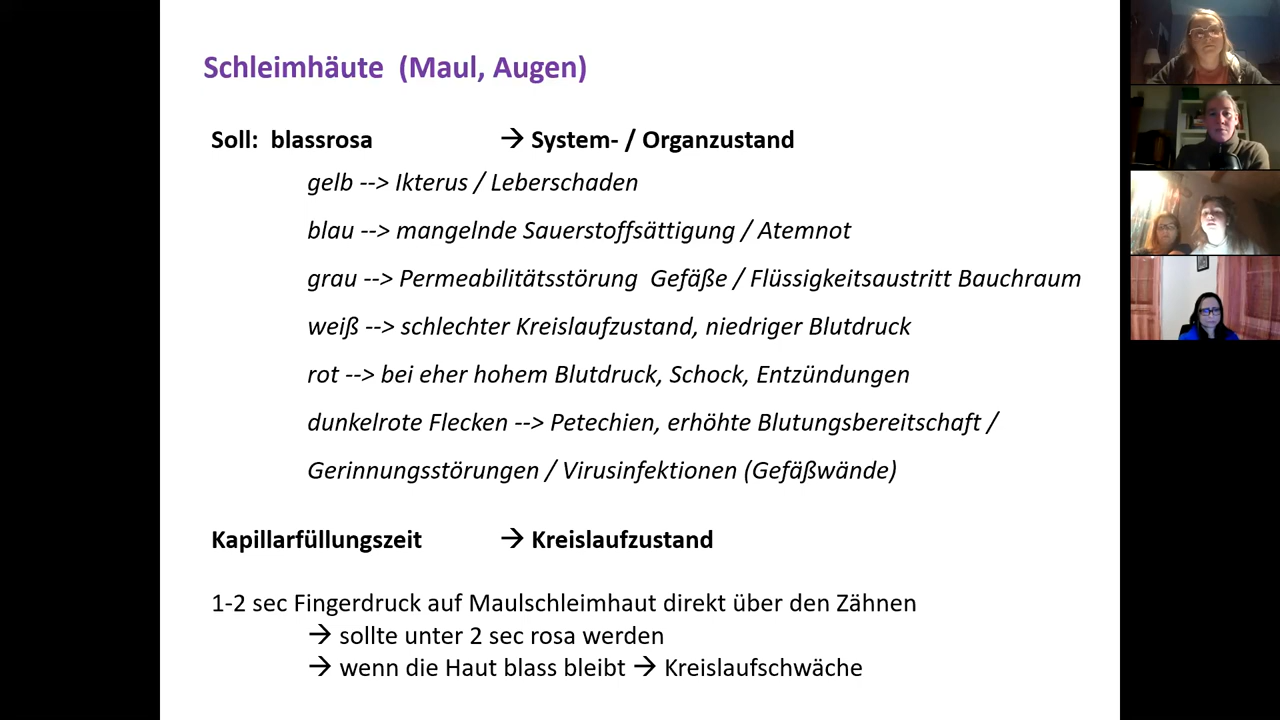 Schleimhäute (Maul, Augen)
Soll: blassrosa → System- / Organzustand
gelb --> Ikterus / Leberschaden
blau --> mangelnde Sauerstoffsättigung / Atemnot
grau --> Permeabilitätsstörung Gefäße / Flüssigkeitsaustritt Bauchraum
weiß --> schlechter Kreislaufzustand, niedriger Blutdruck
rot --> bei eher hohem Blutdruck, Schock, Entzündungen
dunkelrote Flecken --> Petechien, erhöhte Blutungsbereitschaft /
Gerinnungsstörungen / Virusinfektionen (Gefäßwände)
Kapillarfüllungszeit → Kreislaufzustand
1-2 sec Fingerdruck auf Maulschleimhaut direkt über den Zähnen
→ sollte unter 2 sec rosa werden
→ wenn die Haut blass bleibt → Kreislaufschwäche